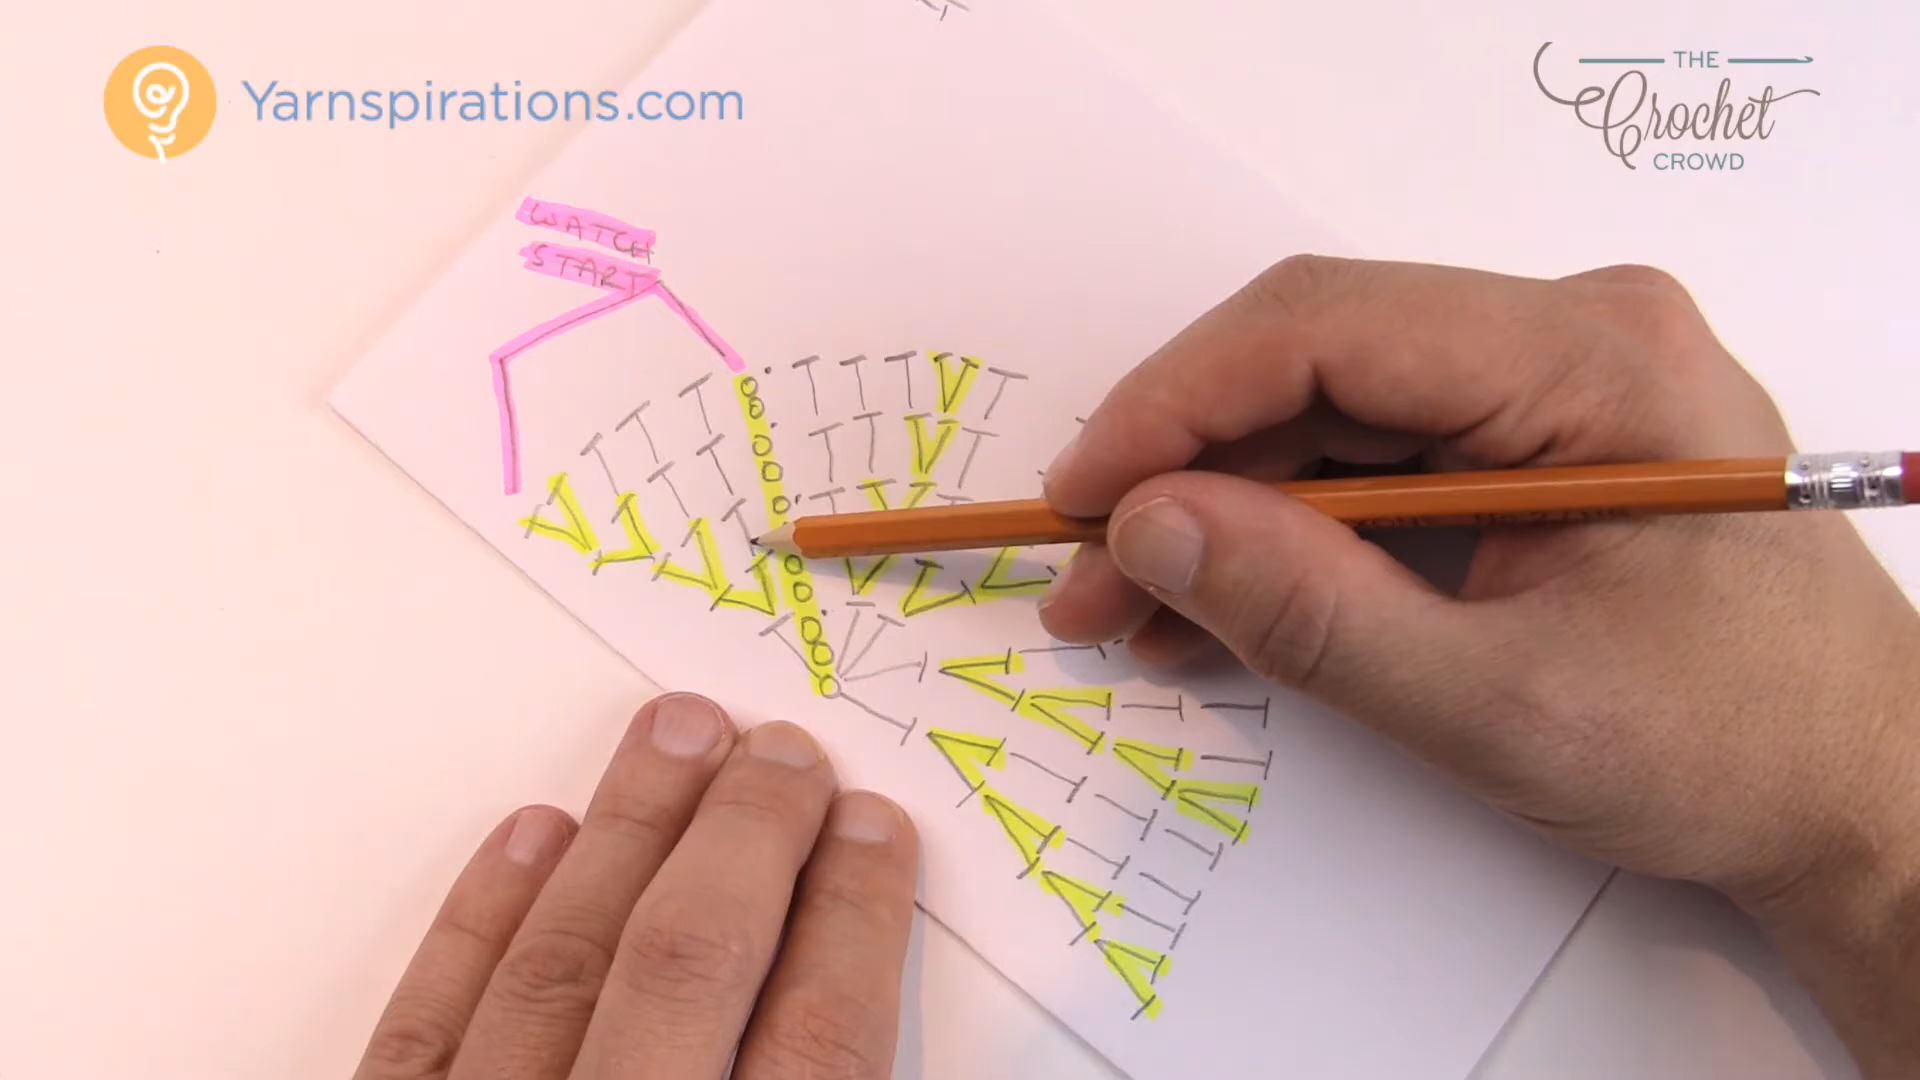 Yarnspirations.com
THE
Crochet
CROWD
WATCH
START